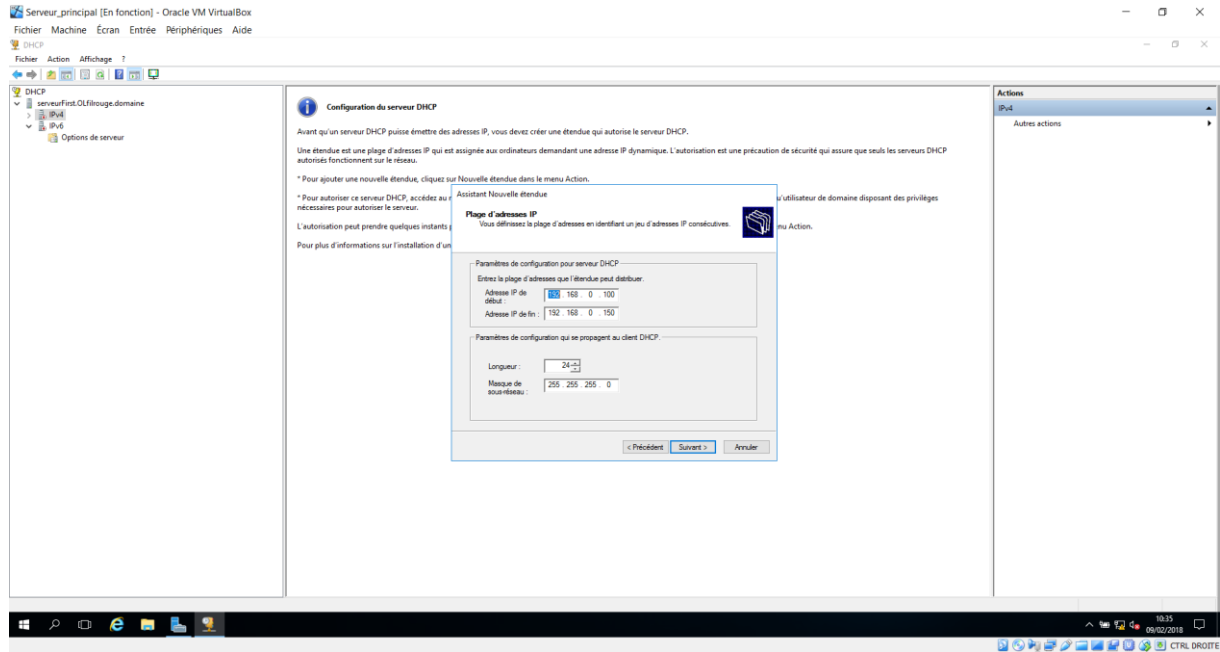 Serveur_principal [En fonction] - Oracle VM VirtualBox
Fichier Machine Écran Entrée Périphériques Aide
DHCP
Fichier Action Affichage ?
DHCP
serveurFirst.OLfilrouge.domaine
IPv4
IPv6
Options de serveur
Configuration du serveur DHCP
Avant qu'un serveur DHCP puisse émettre des adresses IP, vous devez créer une étendue qui autorise le serveur DHCP.
Une étendue est une plage d'adresses IP qui est assignée aux ordinateurs demandant une adresse IP dynamique. L'autorisation est une précaution de sécurité qui assure que seuls les serveurs DHCP
autorisés fonctionnent sur le réseau.
* Pour ajouter une nouvelle étendue, cliquez sur Nouvelle étendue dans le menu Action.
* Pour autoriser ce serveur DHCP, accédez au
u'utilisateur de domaine disposant des privilèges
nécessaires pour autoriser le serveur.
L'autorisation peut prendre quelques instants
nu Action.
Pour plus d'informations sur l'installation d'un
Assistant Nouvelle étendue
Plage d'adresses IP
Vous définissez la plage d'adresses en identifiant un jeu d'adresses IP consécutives.
Paramètres de configuration pour serveur DHCP
Entrez la plage d'adresses que l'étendue peut distribuer.
Adresse IP de début : 192 . 168 . 0 . 100
Adresse IP de fin : 192 . 168 . 0 . 150
Paramètres de configuration qui se propagent au client DHCP.
Longueur : 24
Masque de sous-réseau : 255 . 255 . 255 . 0
< Précédent Suivant > Annuler
Actions
IPv4
Autres actions
10:35
09/02/2018
CTRL DROITE